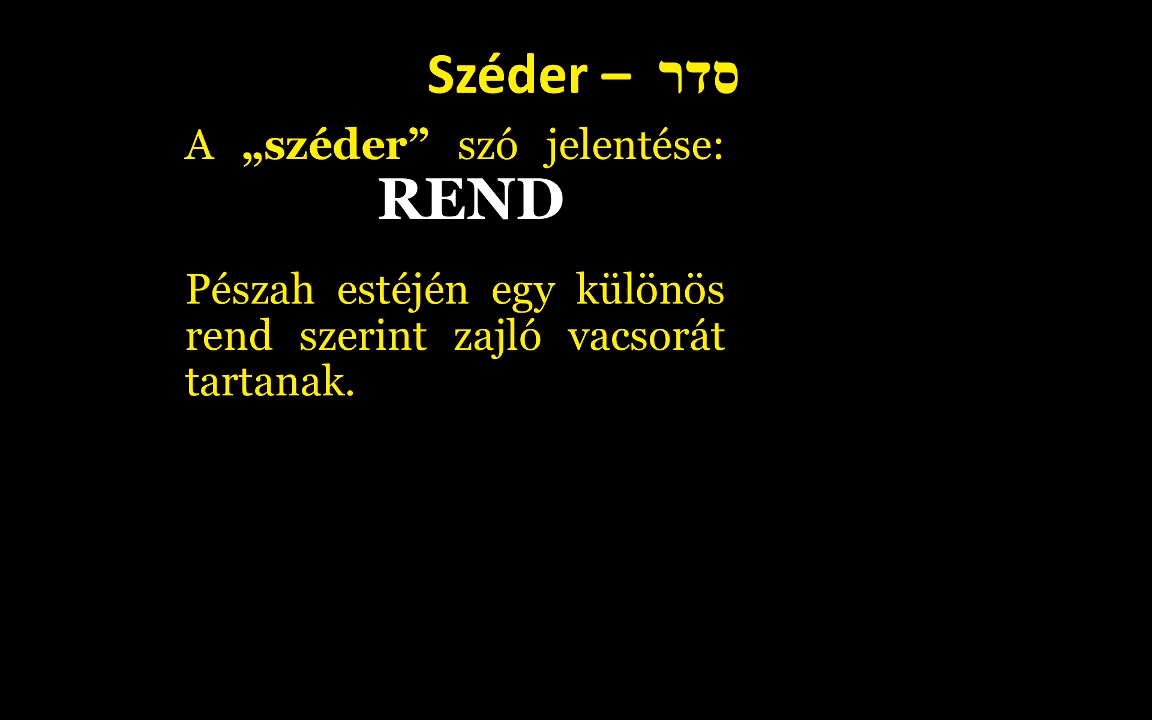 Széder – סדר
A „széder” szó jelentése:
REND
Pészah estéjén egy különös
rend szerint zajló vacsorát
tartanak.